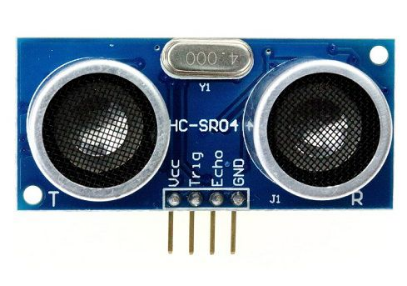 4.000
Y1
HC-SR04
Vcc
Trig
Echo
GND
T
J1
R